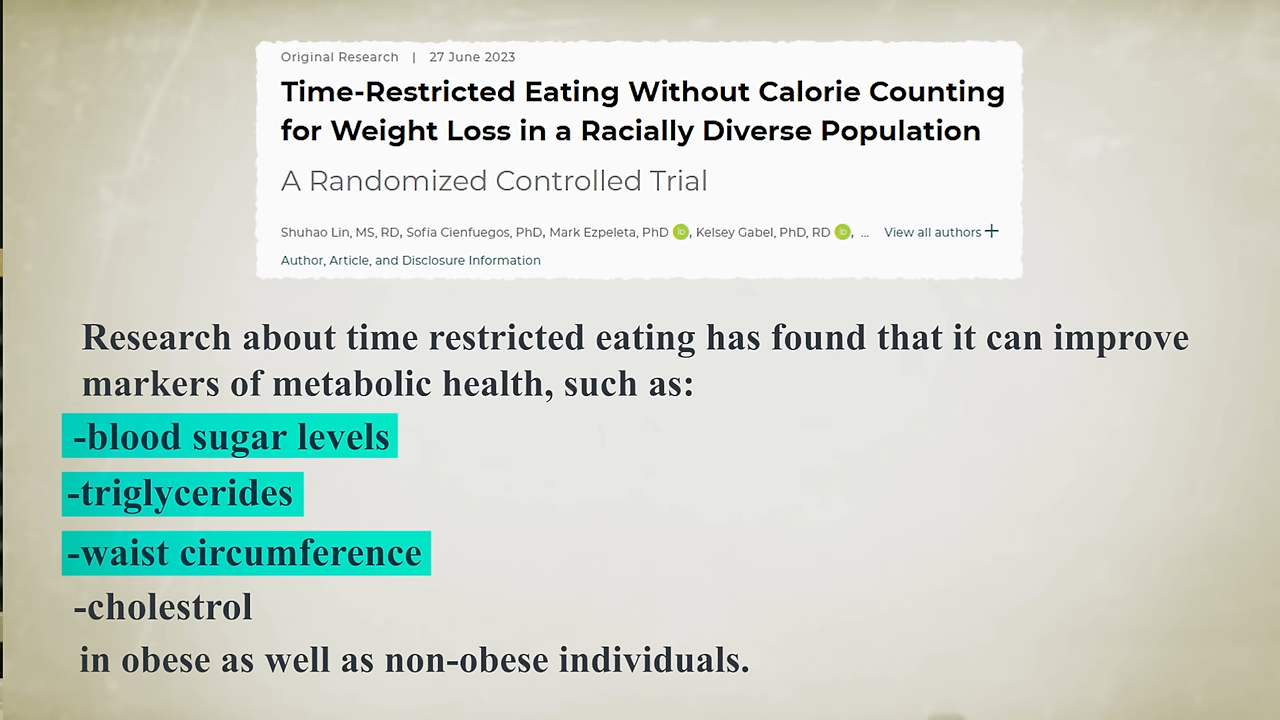 Original Research | 27 June 2023
Time-Restricted Eating Without Calorie Counting
for Weight Loss in a Racially Diverse Population
A Randomized Controlled Trial
Shuhao Lin, MS, RD, Sofia Cienfuegos, PhD, Mark Ezpeleta, PhD iD, Kelsey Gabel, PhD, RD iD, ... View all authors +
Author, Article, and Disclosure Information
Research about time restricted eating has found that it can improve
markers of metabolic health, such as:
-blood sugar levels
-triglycerides
-waist circumference
-cholestrol
in obese as well as non-obese individuals.